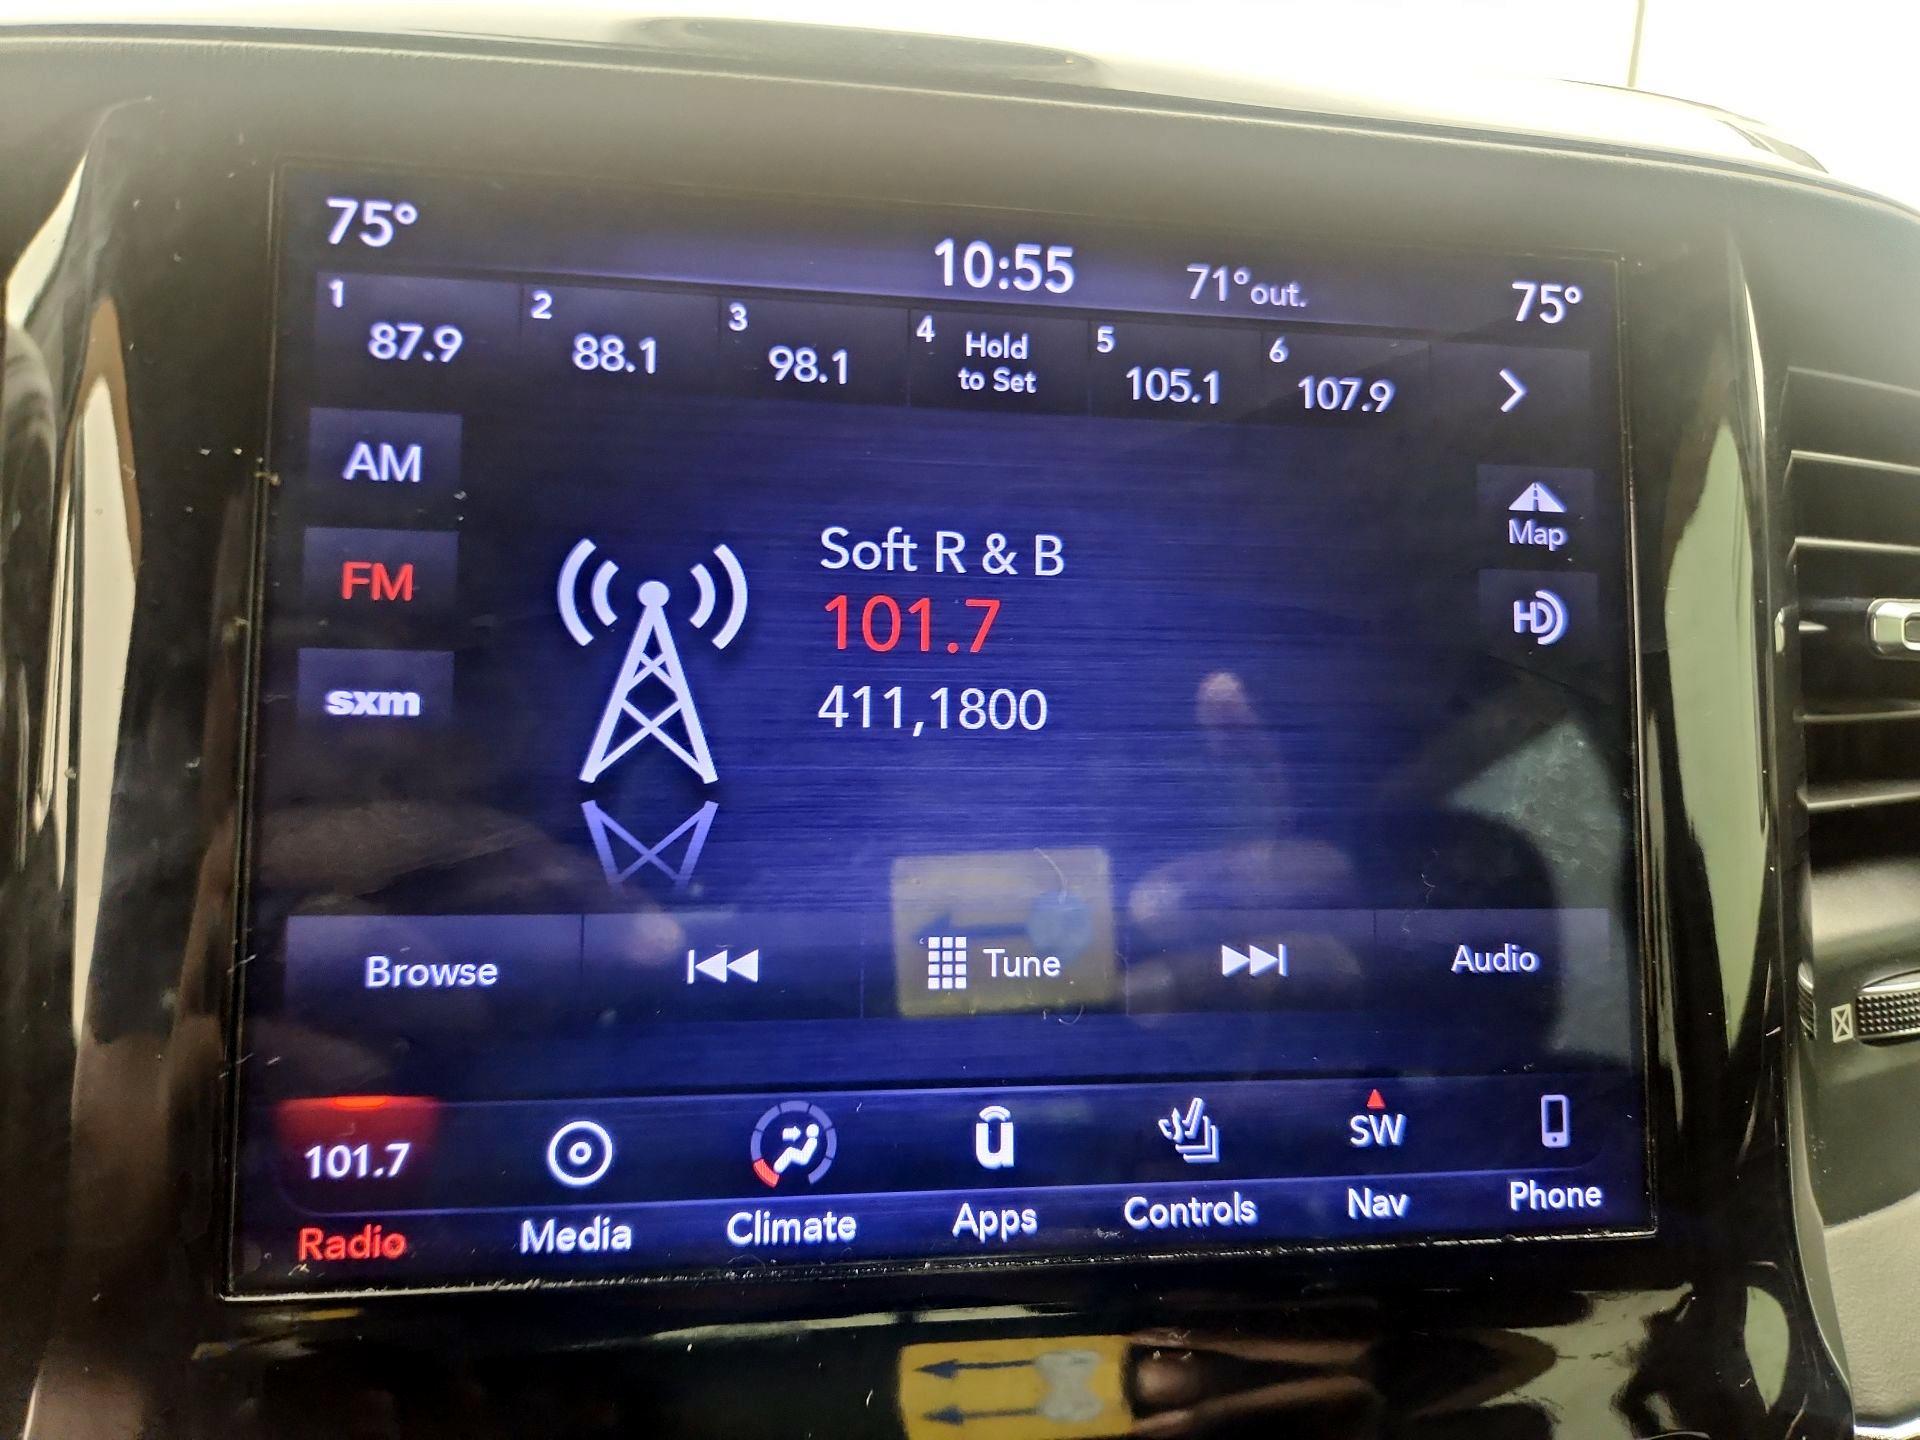 75°
10:55
71° out.
75°
1 87.9
2 88.1
3 98.1
4 Hold to Set
5 105.1
6 107.9
AM
FM
sxm
Soft R & B
101.7
411,1800
Map
HD
Browse
Tune
Audio
101.7
Radio
Media
Climate
u
Apps
Controls
SW
Nav
Phone